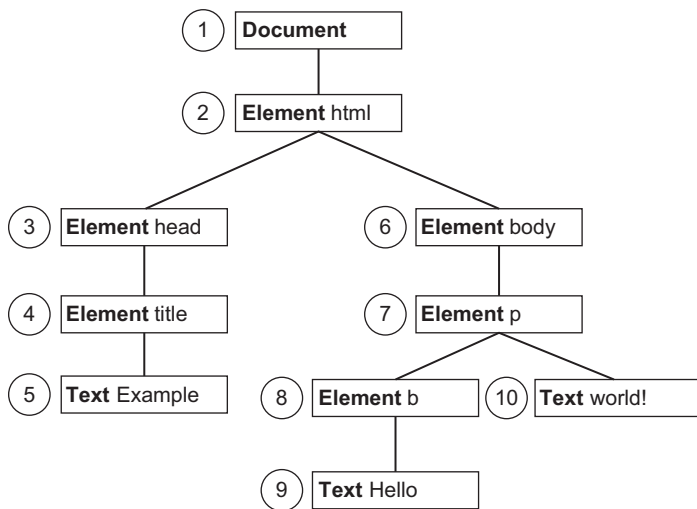 1 Document
2 Element html
3 Element head
6 Element body
4 Element title
7 Element p
5 Text Example
8 Element b
10 Text world!
9 Text Hello